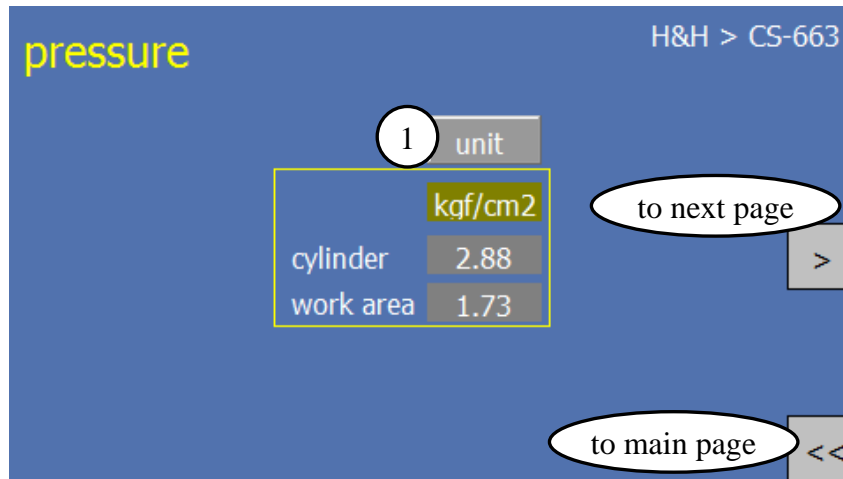 pressure
H&H > CS-663
1
unit
kgf/cm2
to next page
cylinder 2.88
>
work area 1.73
to main page
<<